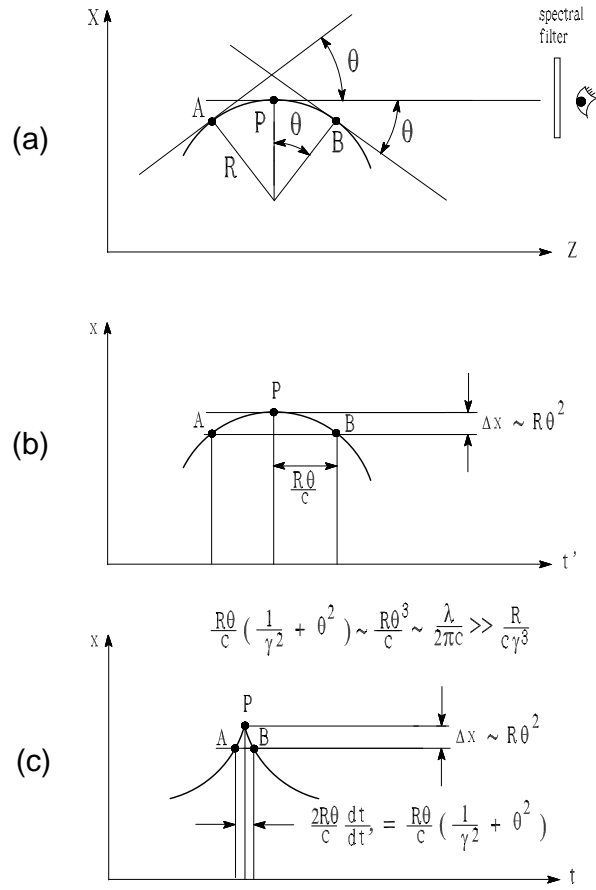 (a)
X
spectral
filter
θ
A
P
θ
B
θ
R
Z
(b)
x
P
A
B
Δx ~ Rθ²
Rθ/c
t'
Rθ/c ( 1/γ² + θ² ) ~ Rθ³/c ~ λ/2πc >> R/cγ³
(c)
x
P
A
B
Δx ~ Rθ²
2Rθ/c dt/dt' = Rθ/c ( 1/γ² + θ² )
t